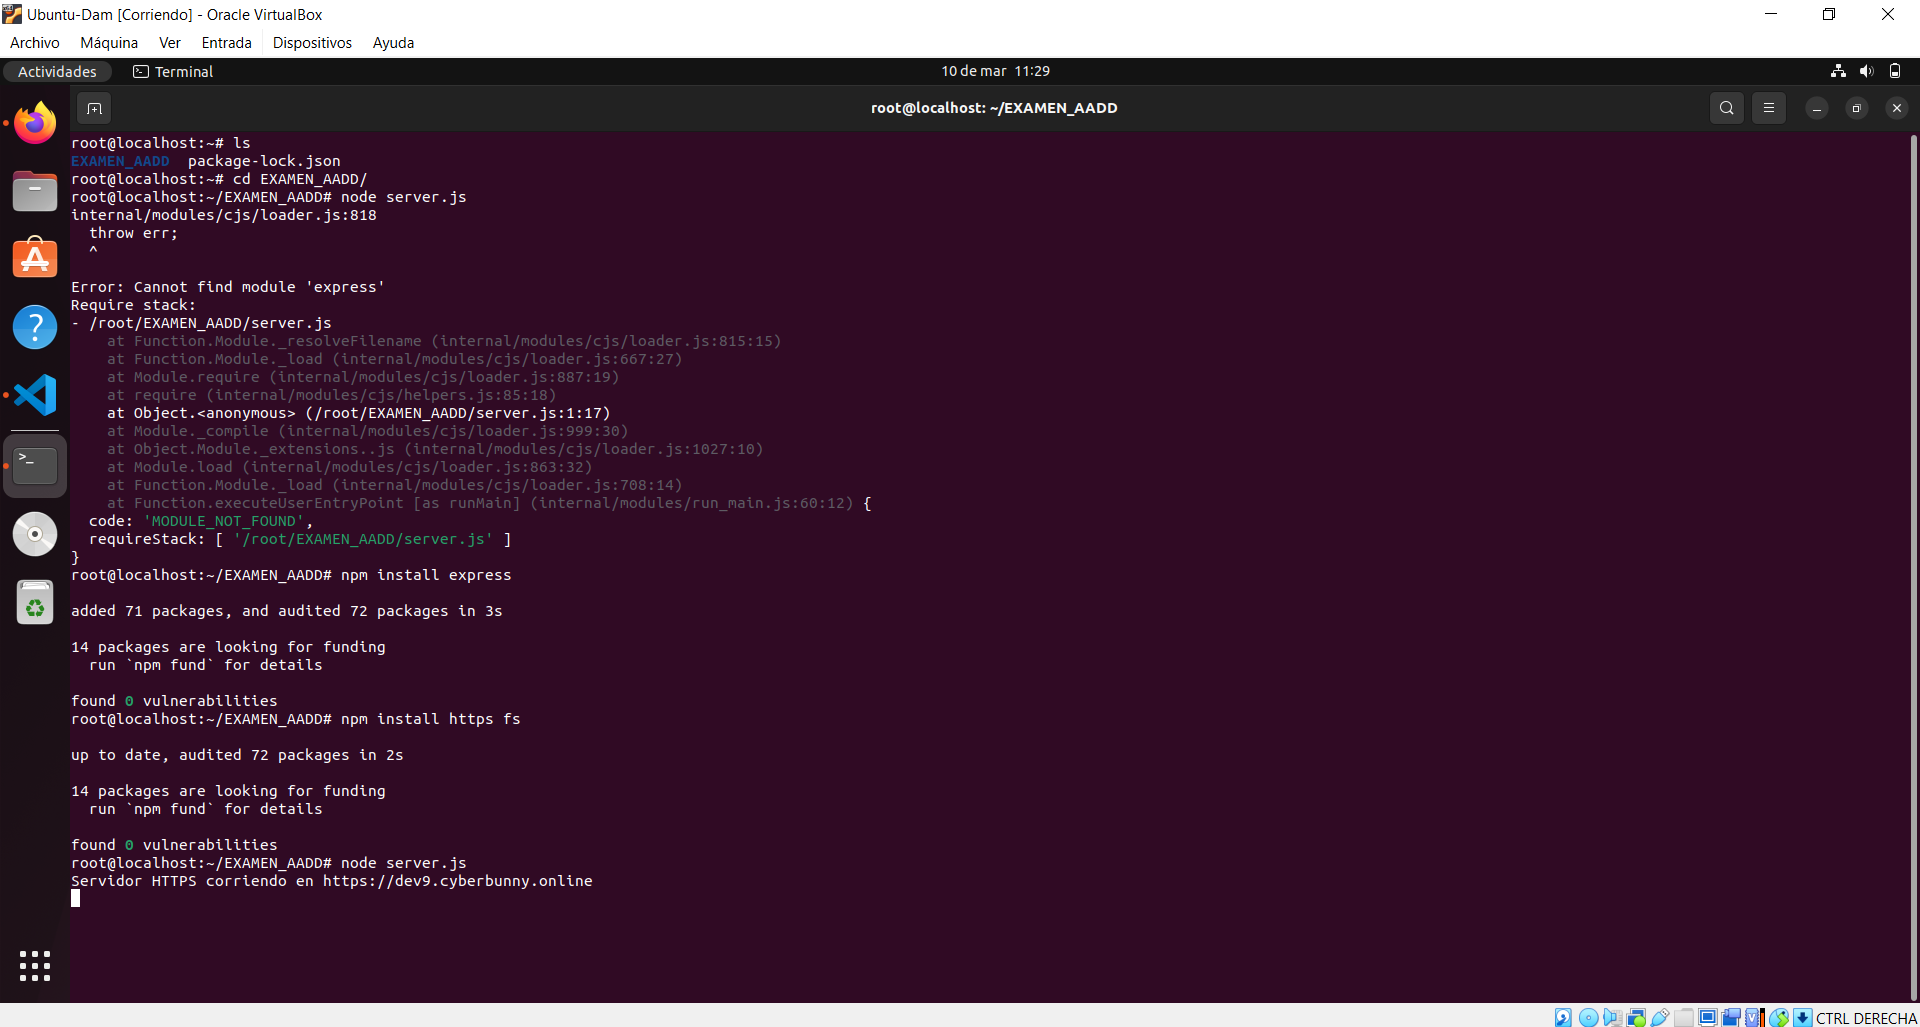 Ubuntu-Dam [Corriendo] - Oracle VirtualBox
Archivo Máquina Ver Entrada Dispositivos Ayuda
Actividades Terminal 10 de mar 11:29
root@localhost: ~/EXAMEN_AADD
root@localhost:~# ls
EXAMEN_AADD package-lock.json
root@localhost:~# cd EXAMEN_AADD/
root@localhost:~/EXAMEN_AADD# node server.js
internal/modules/cjs/loader.js:818
  throw err;
  ^
Error: Cannot find module 'express'
Require stack:
- /root/EXAMEN_AADD/server.js
    at Function.Module._resolveFilename (internal/modules/cjs/loader.js:815:15)
    at Function.Module._load (internal/modules/cjs/loader.js:667:27)
    at Module.require (internal/modules/cjs/loader.js:887:19)
    at require (internal/modules/cjs/helpers.js:85:18)
    at Object.<anonymous> (/root/EXAMEN_AADD/server.js:1:17)
    at Module._compile (internal/modules/cjs/loader.js:999:30)
    at Object.Module._extensions..js (internal/modules/cjs/loader.js:1027:10)
    at Module.load (internal/modules/cjs/loader.js:863:32)
    at Function.Module._load (internal/modules/cjs/loader.js:708:14)
    at Function.executeUserEntryPoint [as runMain] (internal/modules/run_main.js:60:12) {
  code: 'MODULE_NOT_FOUND',
  requireStack: [ '/root/EXAMEN_AADD/server.js' ]
}
root@localhost:~/EXAMEN_AADD# npm install express
added 71 packages, and audited 72 packages in 3s
14 packages are looking for funding
  run `npm fund` for details
found 0 vulnerabilities
root@localhost:~/EXAMEN_AADD# npm install https fs
up to date, audited 72 packages in 2s
14 packages are looking for funding
  run `npm fund` for details
found 0 vulnerabilities
root@localhost:~/EXAMEN_AADD# node server.js
Servidor HTTPS corriendo en https://dev9.cyberbunny.online
CTRL DERECHA